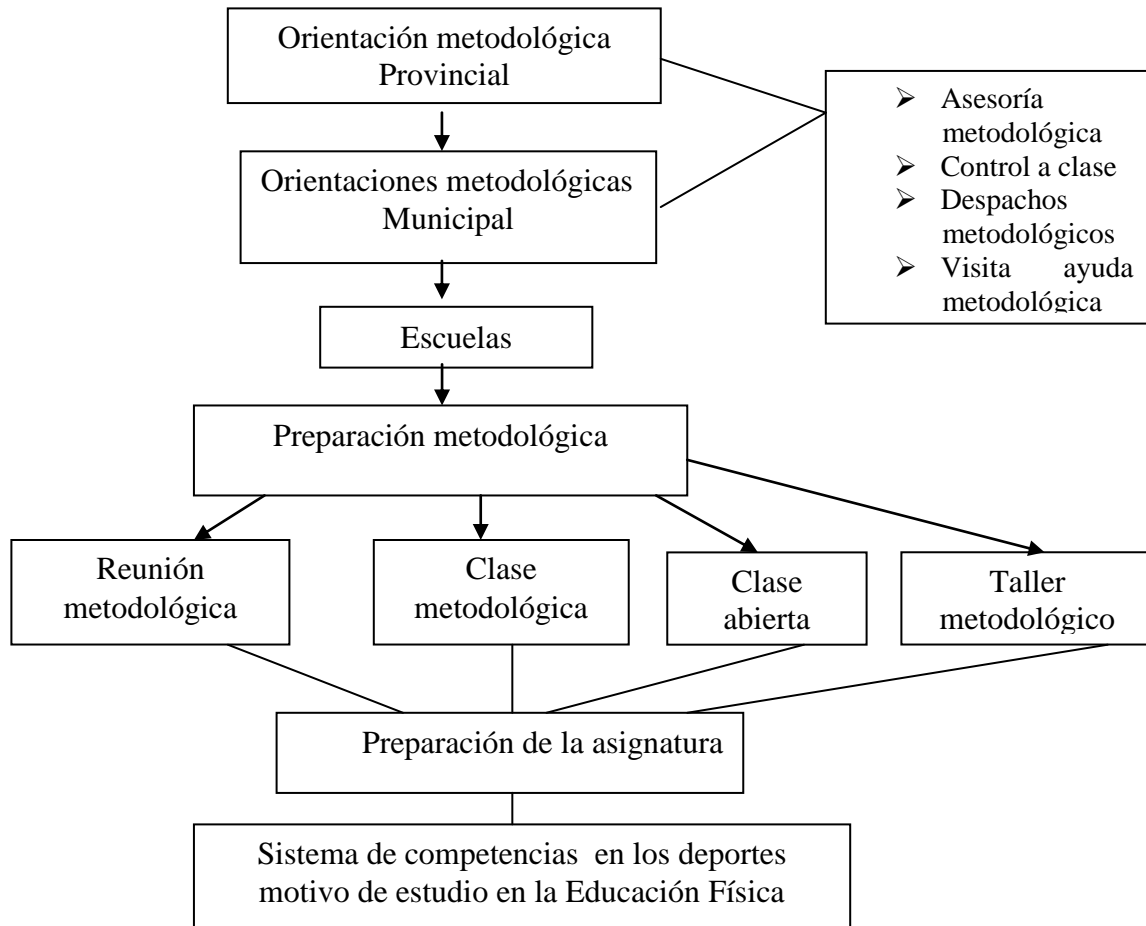 Orientación metodológica
Provincial
➢ Asesoría
metodológica
➢ Control a clase
➢ Despachos
metodológicos
➢ Visita ayuda
metodológica
Orientaciones metodológicas
Municipal
Escuelas
Preparación metodológica
Reunión
metodológica
Clase
metodológica
Clase
abierta
Taller
metodológico
Preparación de la asignatura
Sistema de competencias en los deportes
motivo de estudio en la Educación Física